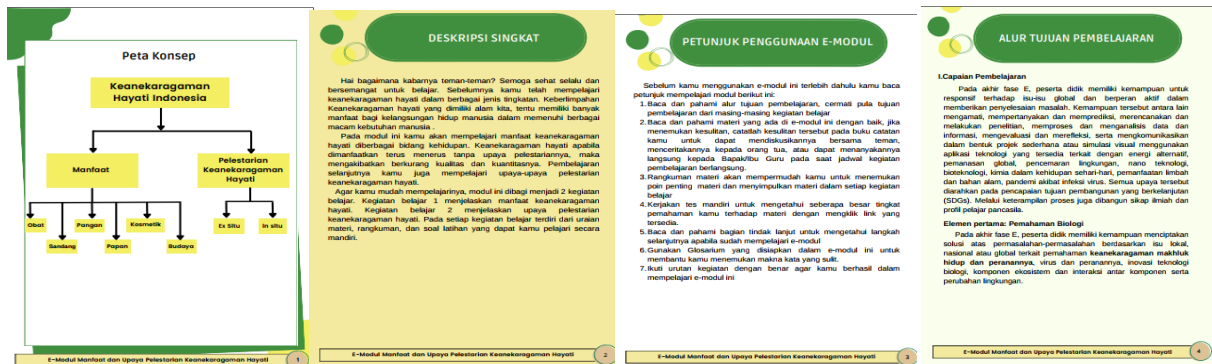 Peta Konsep
Keanekaragaman
Hayati Indonesia
Manfaat
Pelestarian
Keanekaragaman
Hayati
Obat
Pangan
Kosmetik
Sandang
Papan
Budaya
Ex Situ
In situ
E-Modul Manfaat dan Upaya Pelestarian Keanekaragaman Hayati
1
DESKRIPSI SINGKAT
Hai bagaimana kabarnya teman-teman? Semoga sehat selalu dan
bersemangat untuk belajar. Sebelumnya kamu telah mempelajari
keanekaragaman hayati dalam berbagai jenis tingkatan. Keberlimpahan
Keanekaragaman hayati yang dimiliki alam kita, tentu memiliki banyak
manfaat bagi kelangsungan hidup manusia dalam memenuhi berbagai
macam kebutuhan manusia .
Pada modul ini kamu akan mempelajari manfaat keanekaragaman
hayati diberbagai bidang kehidupan. Keanekaragaman hayati apabila
dimanfaatkan terus menerus tanpa upaya pelestariannya, maka
mengakibatkan berkurang kualitas dan kuantitasnya. Pembelajaran
selanjutnya kamu juga mempelajari upaya-upaya pelestarian
keanekaragaman hayati.
Agar kamu mudah mempelajarinya, modul ini dibagi menjadi 2 kegiatan
belajar. Kegiatan belajar 1 menjelaskan manfaat keanekaragaman
hayati. Kegiatan belajar 2 menjelaskan upaya pelestarian
keanekaragaman hayati. Pada setiap kegiatan belajar terdiri dari uraian
materi, rangkuman, dan soal latihan yang dapat kamu pelajari secara
mandiri.
E-Modul Manfaat dan Upaya Pelestarian Keanekaragaman Hayati
2
PETUNJUK PENGGUNAAN E-MODUL
Sebelum kamu menggunakan e-modul ini terlebih dahulu kamu baca
petunjuk mempelajari modul berikut ini:
1.Baca dan pahami alur tujuan pembelajaran, cermati pula tujuan
pembelajaran dari masing-masing kegiatan belajar
2.Baca dan pahami materi yang ada di e-modul ini dengan baik, jika
menemukan kesulitan, catatlah kesulitan tersebut pada buku catatan
kamu untuk dapat mendiskusikannya bersama teman,
menceritakannya kepada orang tua, atau dapat menanyakannya
langsung kepada Bapak/Ibu Guru pada saat jadwal kegiatan
pembelajaran berlangsung.
3.Rangkuman materi akan mempermudah kamu untuk menemukan
poin penting materi dan menyimpulkan materi dalam setiap kegiatan
belajar
4.Kerjakan tes mandiri untuk mengetahui seberapa besar tingkat
pemahaman kamu terhadap materi dengan mengklik link yang
tersedia.
5.Baca dan pahami bagian tindak lanjut untuk mengetahui langkah
selanjutnya apabila sudah mempelajari e-modul
6.Gunakan Glosarium yang disiapkan dalam e-modul ini untuk
membantu kamu menemukan makna kata yang sulit.
7.Ikuti urutan kegiatan dengan benar agar kamu berhasil dalam
mempelajari e-modul ini
E-Modul Manfaat dan Upaya Pelestarian Keanekaragaman Hayati
3
ALUR TUJUAN PEMBELAJARAN
I.Capaian Pembelajaran
Pada akhir fase E, peserta didik memiliki kemampuan untuk
responsif terhadap isu-isu global dan berperan aktif dalam
memberikan penyelesaian masalah. Kemampuan tersebut antara lain
mengamati, mempertanyakan dan memprediksi, merencanakan dan
melakukan penelitian, memproses dan menganalisis data dan
informasi, mengevaluasi dan merefleksi, serta mengkomunikasikan
dalam bentuk projek sederhana atau simulasi visual menggunakan
aplikasi teknologi yang tersedia terkait dengan energi alternatif,
pemanasan global, pencemaran lingkungan, nano teknologi,
bioteknologi, kimia dalam kehidupan sehari-hari, pemanfaatan limbah
dan bahan alam, pandemi akibat infeksi virus. Semua upaya tersebut
diarahkan pada pencapaian tujuan pembangunan yang berkelanjutan
(SDGs). Melalui keterampilan proses juga dibangun sikap ilmiah dan
profil pelajar pancasila.
Elemen pertama: Pemahaman Biologi
Pada akhir fase E, peserta didik memiliki kemampuan menciptakan
solusi atas permasalahan-permasalahan berdasarkan isu lokal,
nasional atau global terkait pemahaman keanekaragaman makhluk
hidup dan peranannya, virus dan peranannya, inovasi teknologi
biologi, komponen ekosistem dan interaksi antar komponen serta
perubahan lingkungan.
E-Modul Manfaat dan Upaya Pelestarian Keanekaragaman Hayati
4